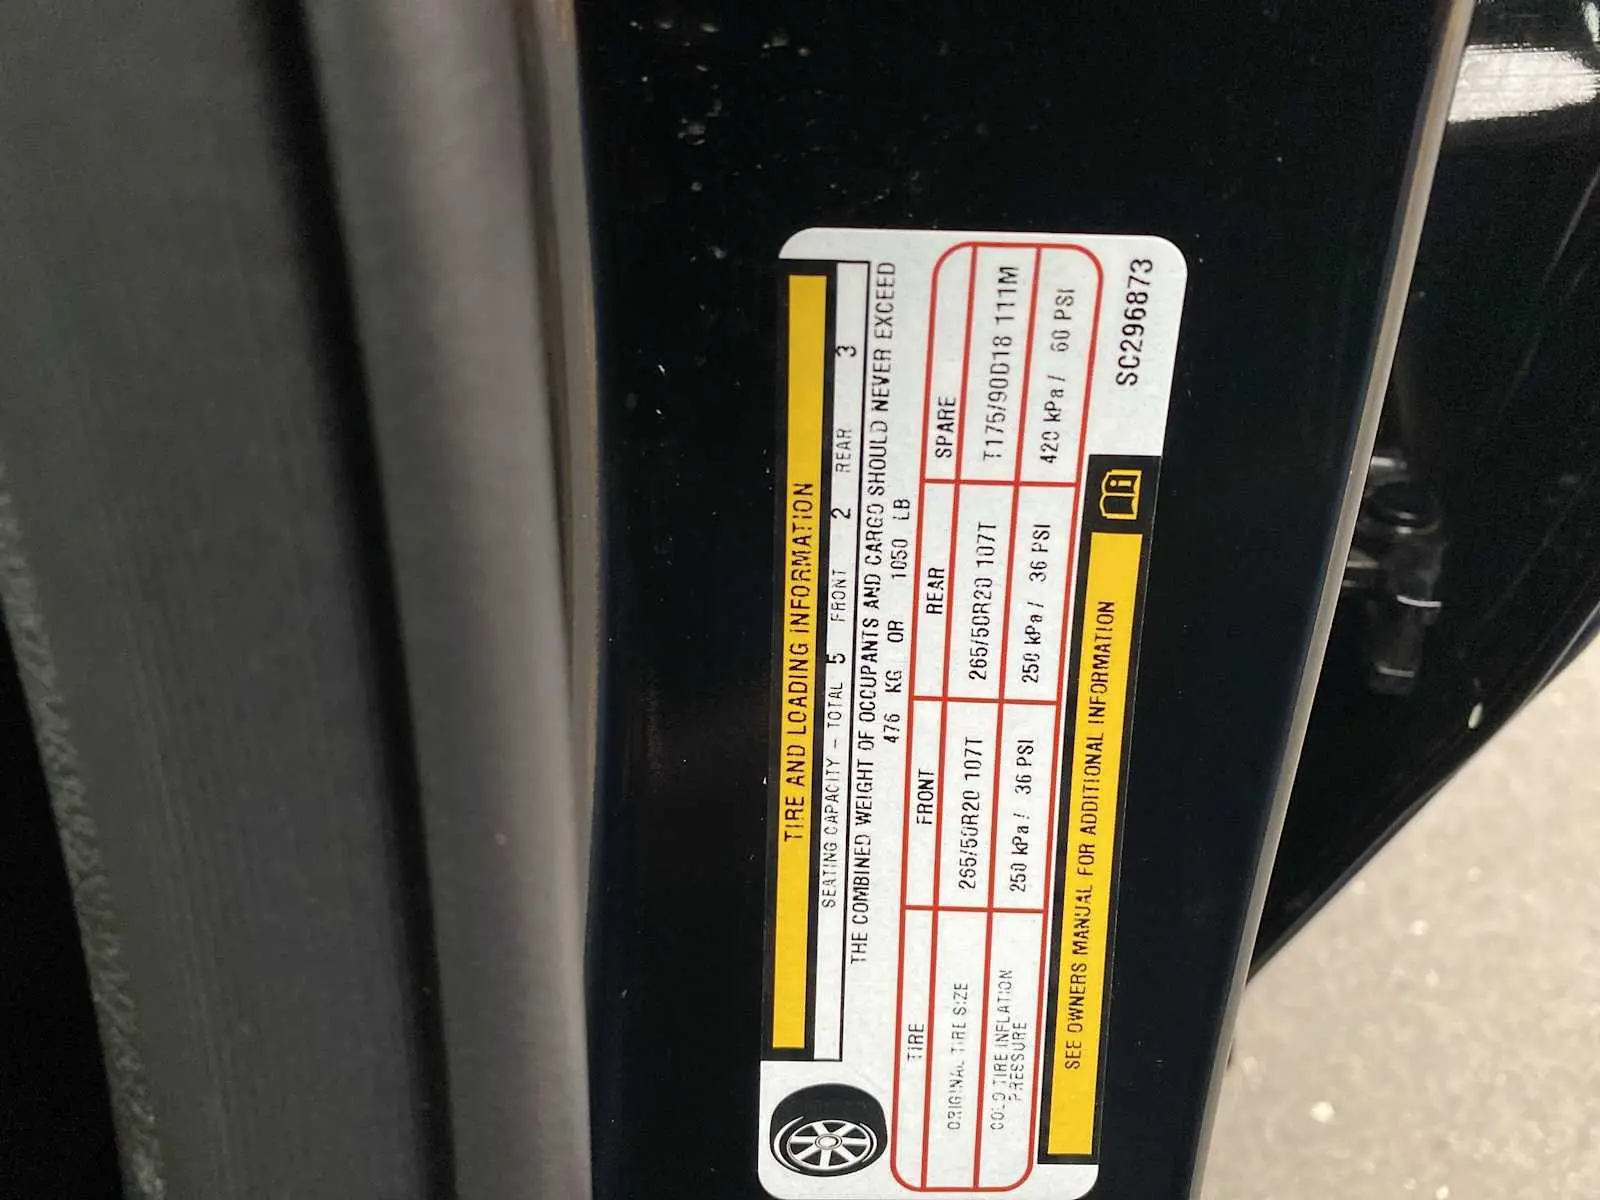 TIRE AND LOADING INFORMATION
SEATING CAPACITY - TOTAL 5 FRONT 2 REAR 3
THE COMBINED WEIGHT OF OCCUPANTS AND CARGO SHOULD NEVER EXCEED
476 KG OR 1050 LB
TIRE FRONT REAR SPARE
ORIGINAL TIRE SIZE 265/50R20 107T 265/50R20 107T T175/90D18 111M
COLD TIRE INFLATION PRESSURE 250 kPa / 36 PSI 250 kPa / 36 PSI 420 kPa / 60 PSI
SEE OWNERS MANUAL FOR ADDITIONAL INFORMATION
SC296873